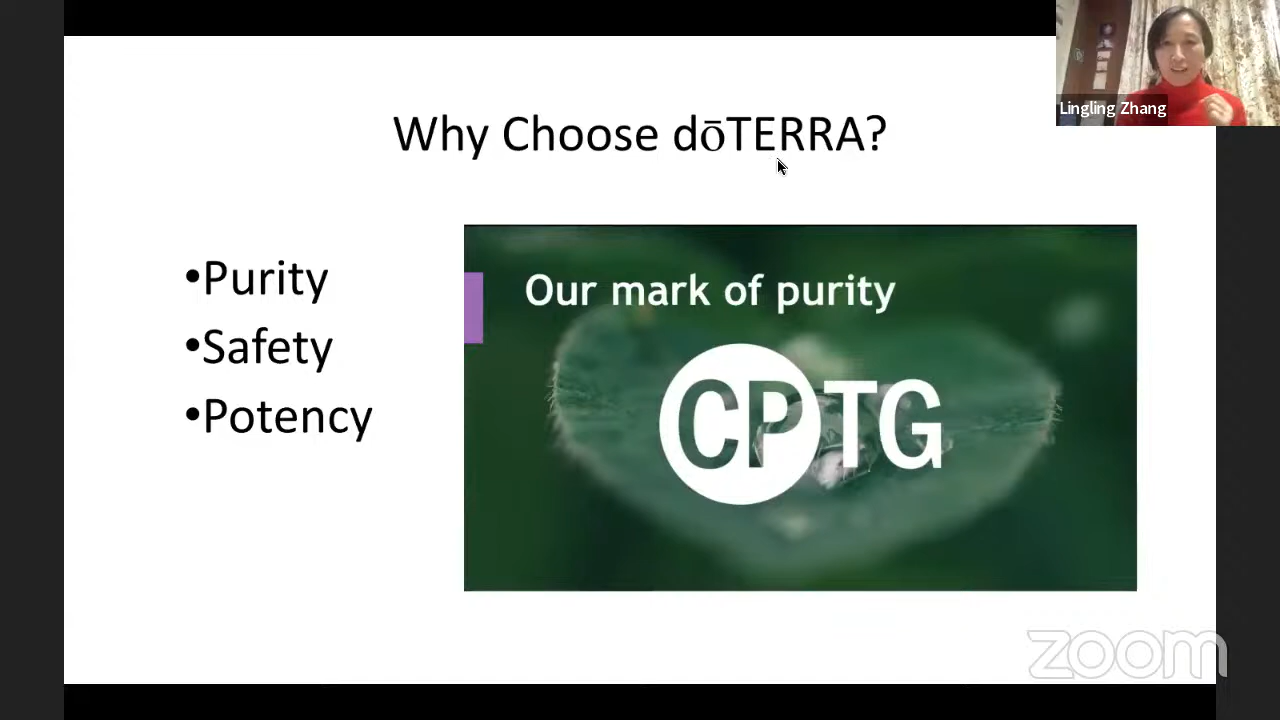 Lingling Zhang
Why Choose dōTERRA?
•Purity
•Safety
•Potency
Our mark of purity
CPTG
zoom